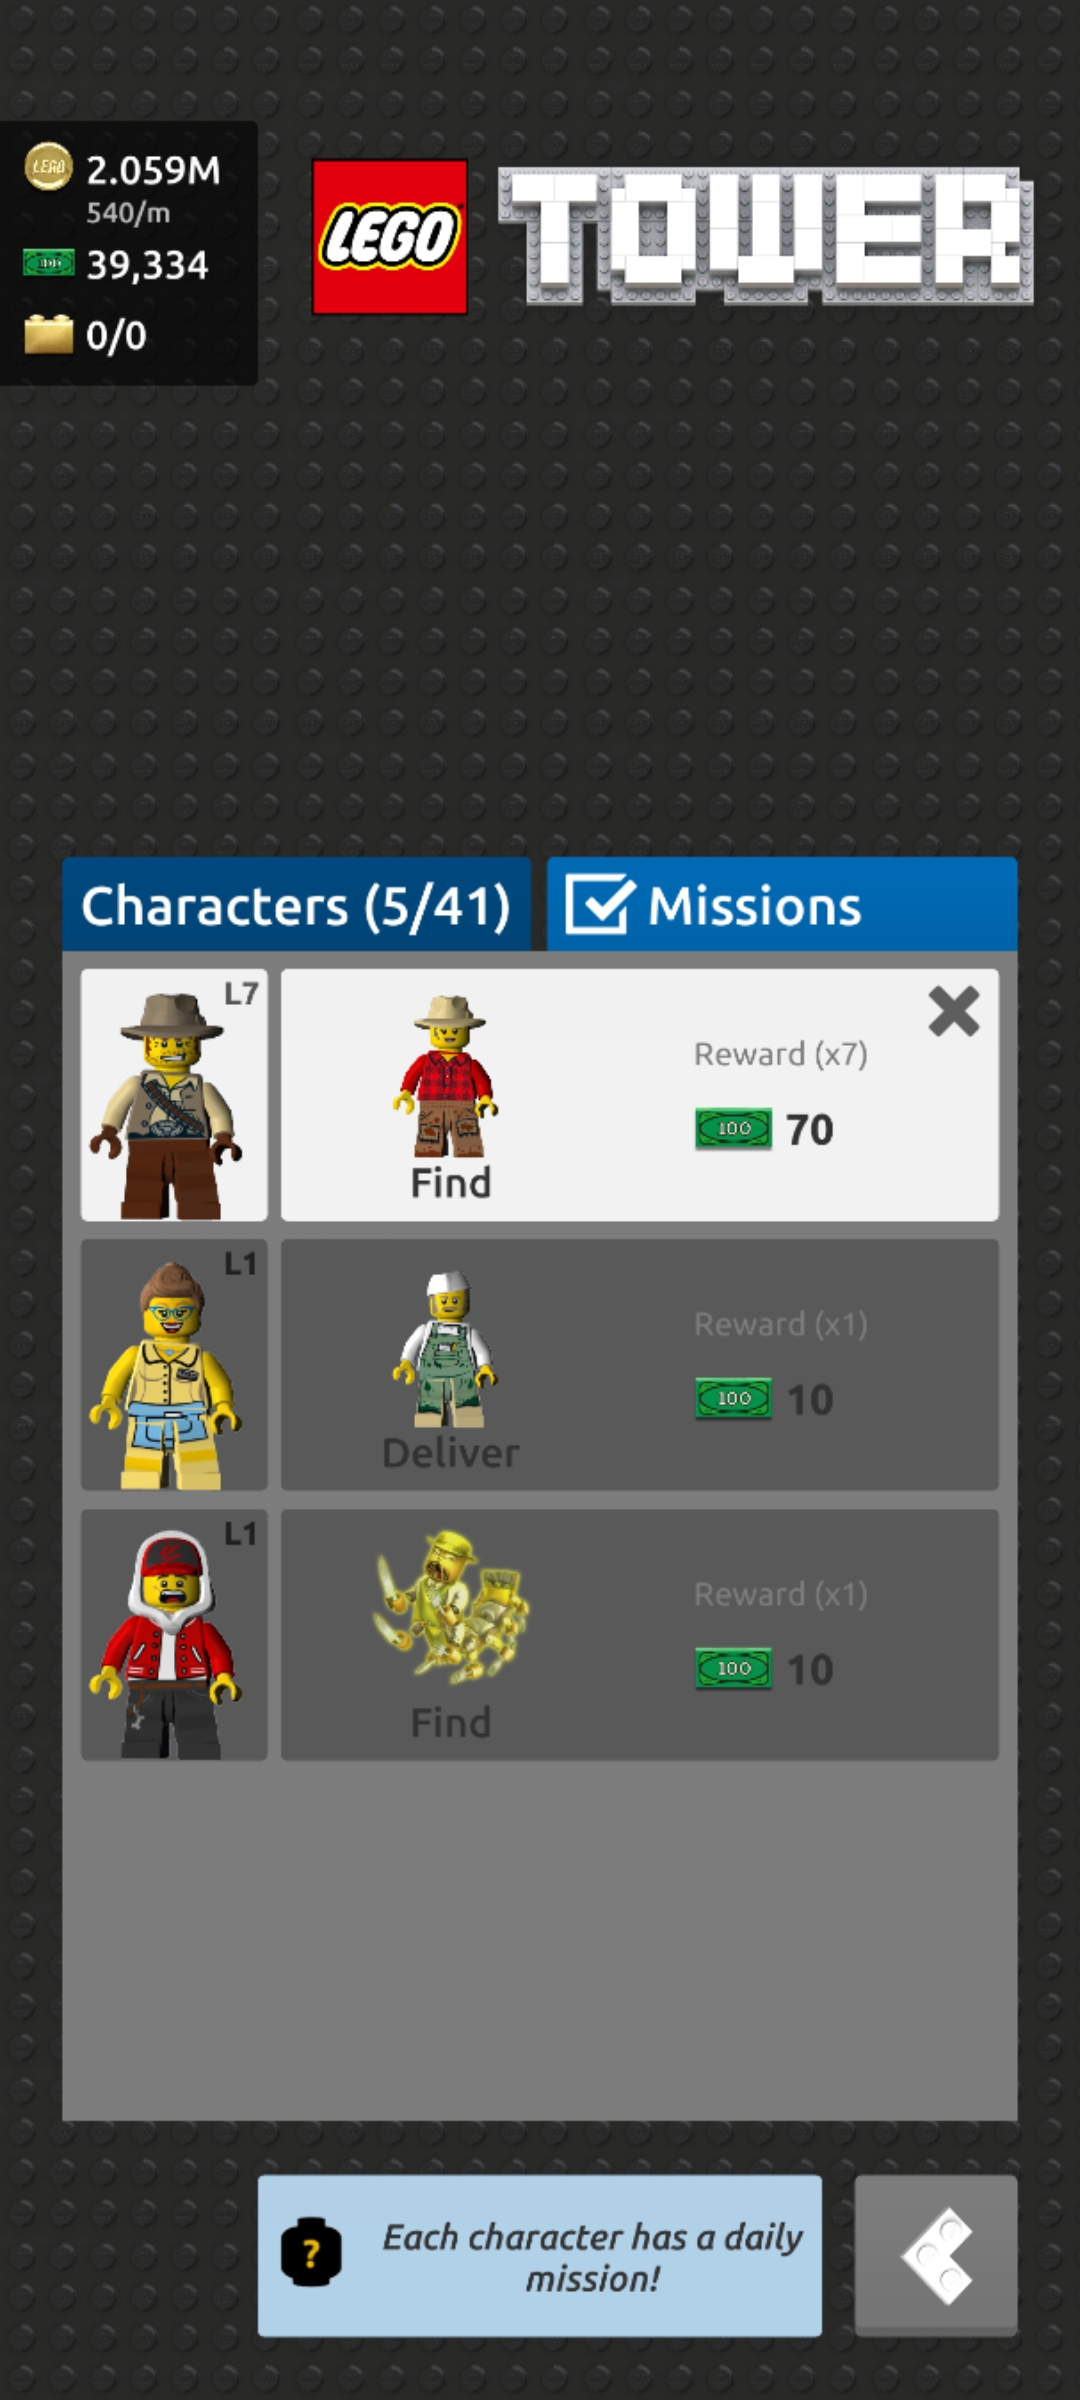 LEGO
2.059M
540/m
100
39,334
0/0
LEGO
TOWER
Characters (5/41)
Missions
L7
Reward (x7)
100
70
Find
L1
Reward (x1)
100
10
Deliver
L1
Reward (x1)
100
10
Find
?
Each character has a daily
mission!